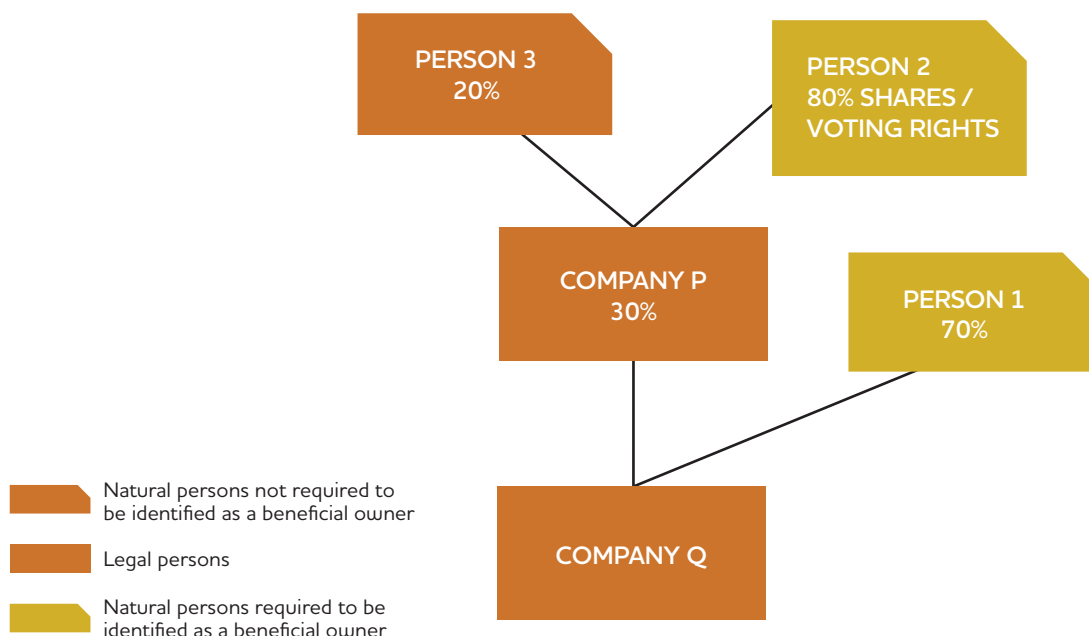 PERSON 3
20%
PERSON 2
80% SHARES /
VOTING RIGHTS
COMPANY P
30%
PERSON 1
70%
Natural persons not required to
be identified as a beneficial owner
Legal persons
COMPANY Q
Natural persons required to be
identified as a beneficial owner